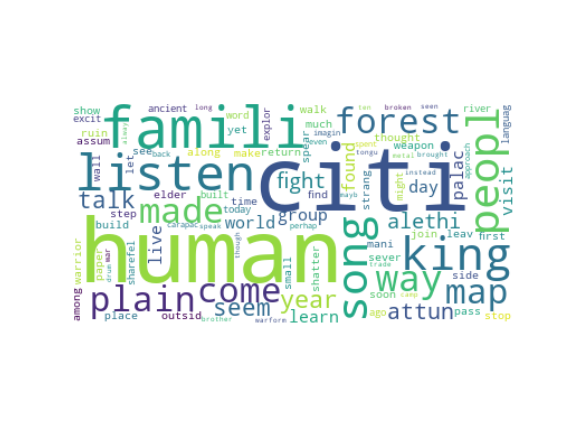 show
ancient
long
word
walk
excit
famili
explor
much
forest
river
tan
broken
seen
languag
yet
ruin
always
assum
along
make
return
thought
even
imagin
wall
let
see
back
listen
spear
found
weapon
spend
tongu
metal
brought
peopl
visit
citi
fight
strang
might
mayb
instead
approach
palac
day
talk
elder
built
time
find
made
step
today
carapac
speak
group
live
world
build
human
song
king
alethi
mani
join
leav
first
warrior
paper
drum
war
sharefel
though
perhap
way
map
plain
come
small
shatter
sever
side
year
seem
ago
soon
attun
pass
trade
camp
among
place
outsid
brother
warform
learn
stop